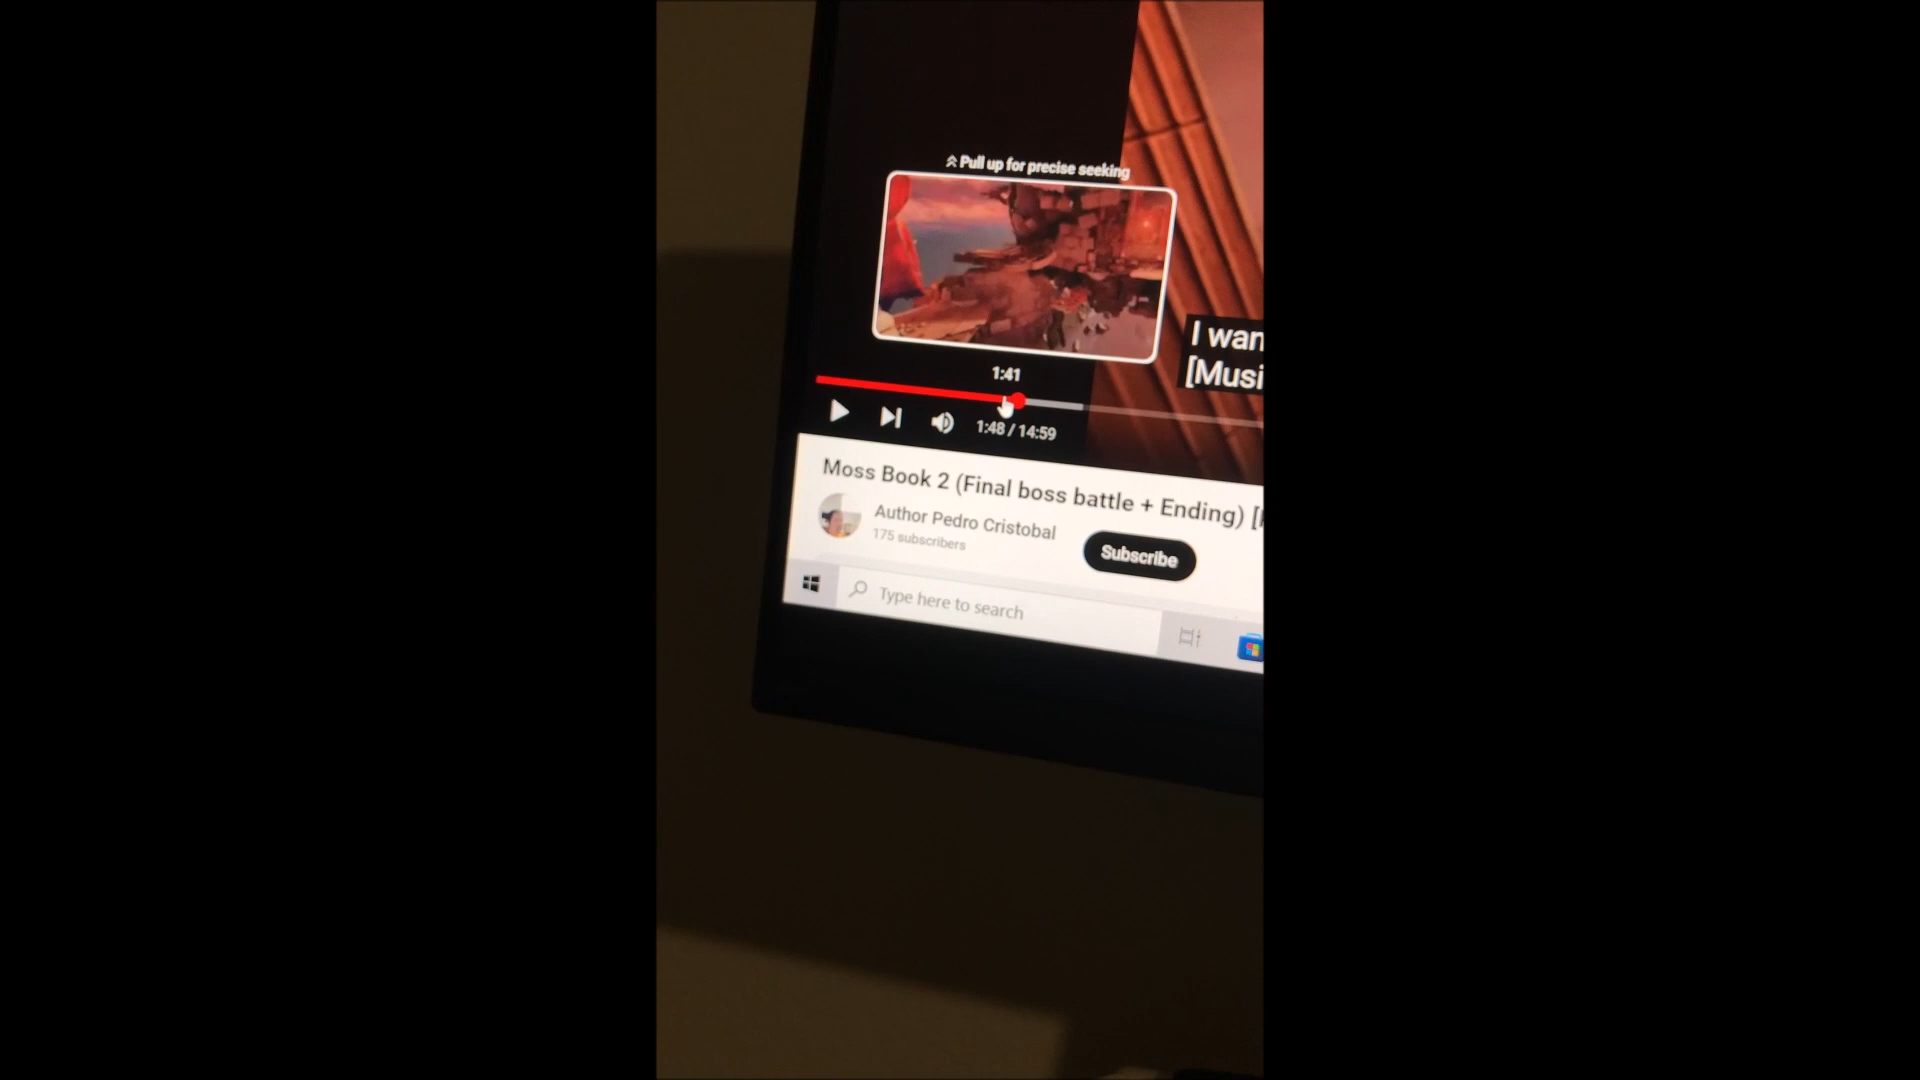 Pull up for precise seeking
I wan
[Musi
1:41
1:48 / 14:59
Moss Book 2 (Final boss battle + Ending) [
Author Pedro Cristobal
175 subscribers
Subscribe
Type here to search